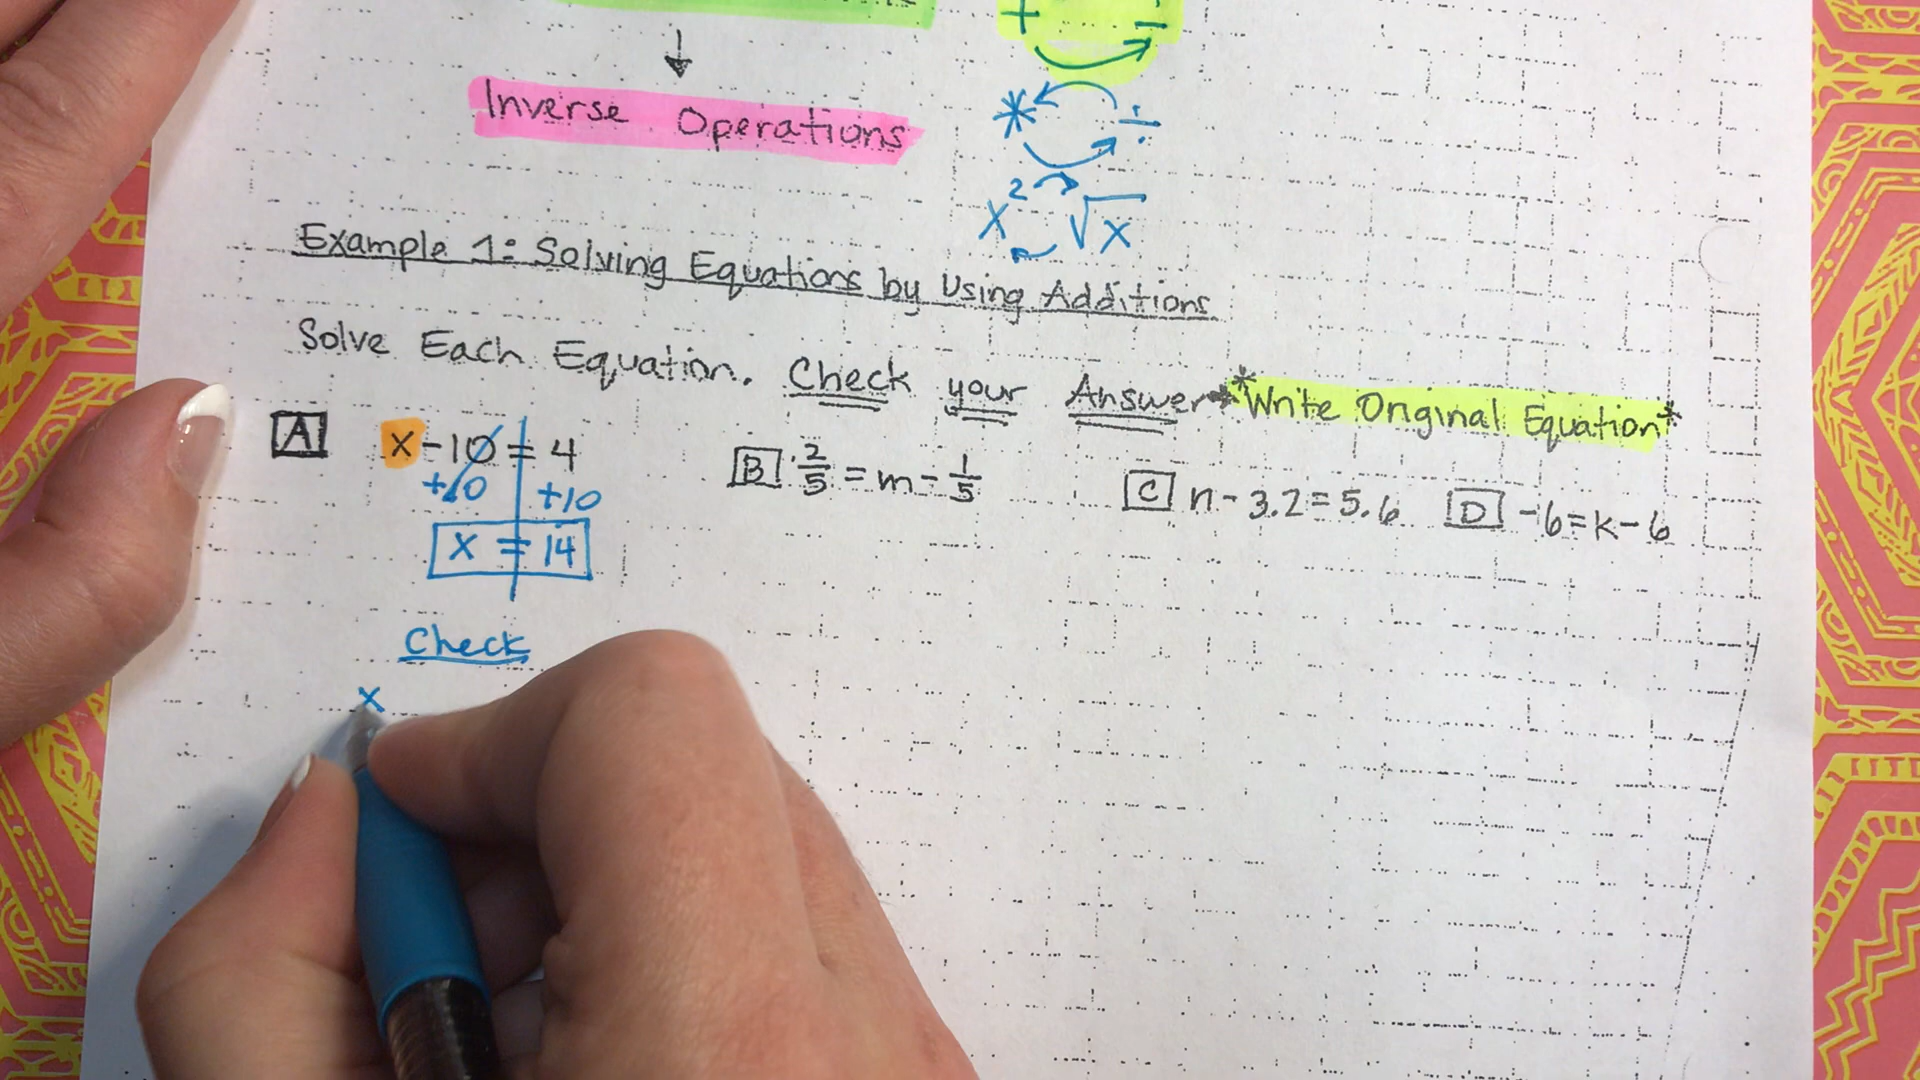 + -
Inverse Operations
* ÷
x² √x
Example 1: Solving Equations by Using Additions
Solve Each Equation. Check your Answer* *Write Original Equation*
A x - 10 = 4
+10 +10
x = 14
B 2/5 = m - 1/5
C n - 3.2 = 5.6
D -6 = k - 6
Check
x